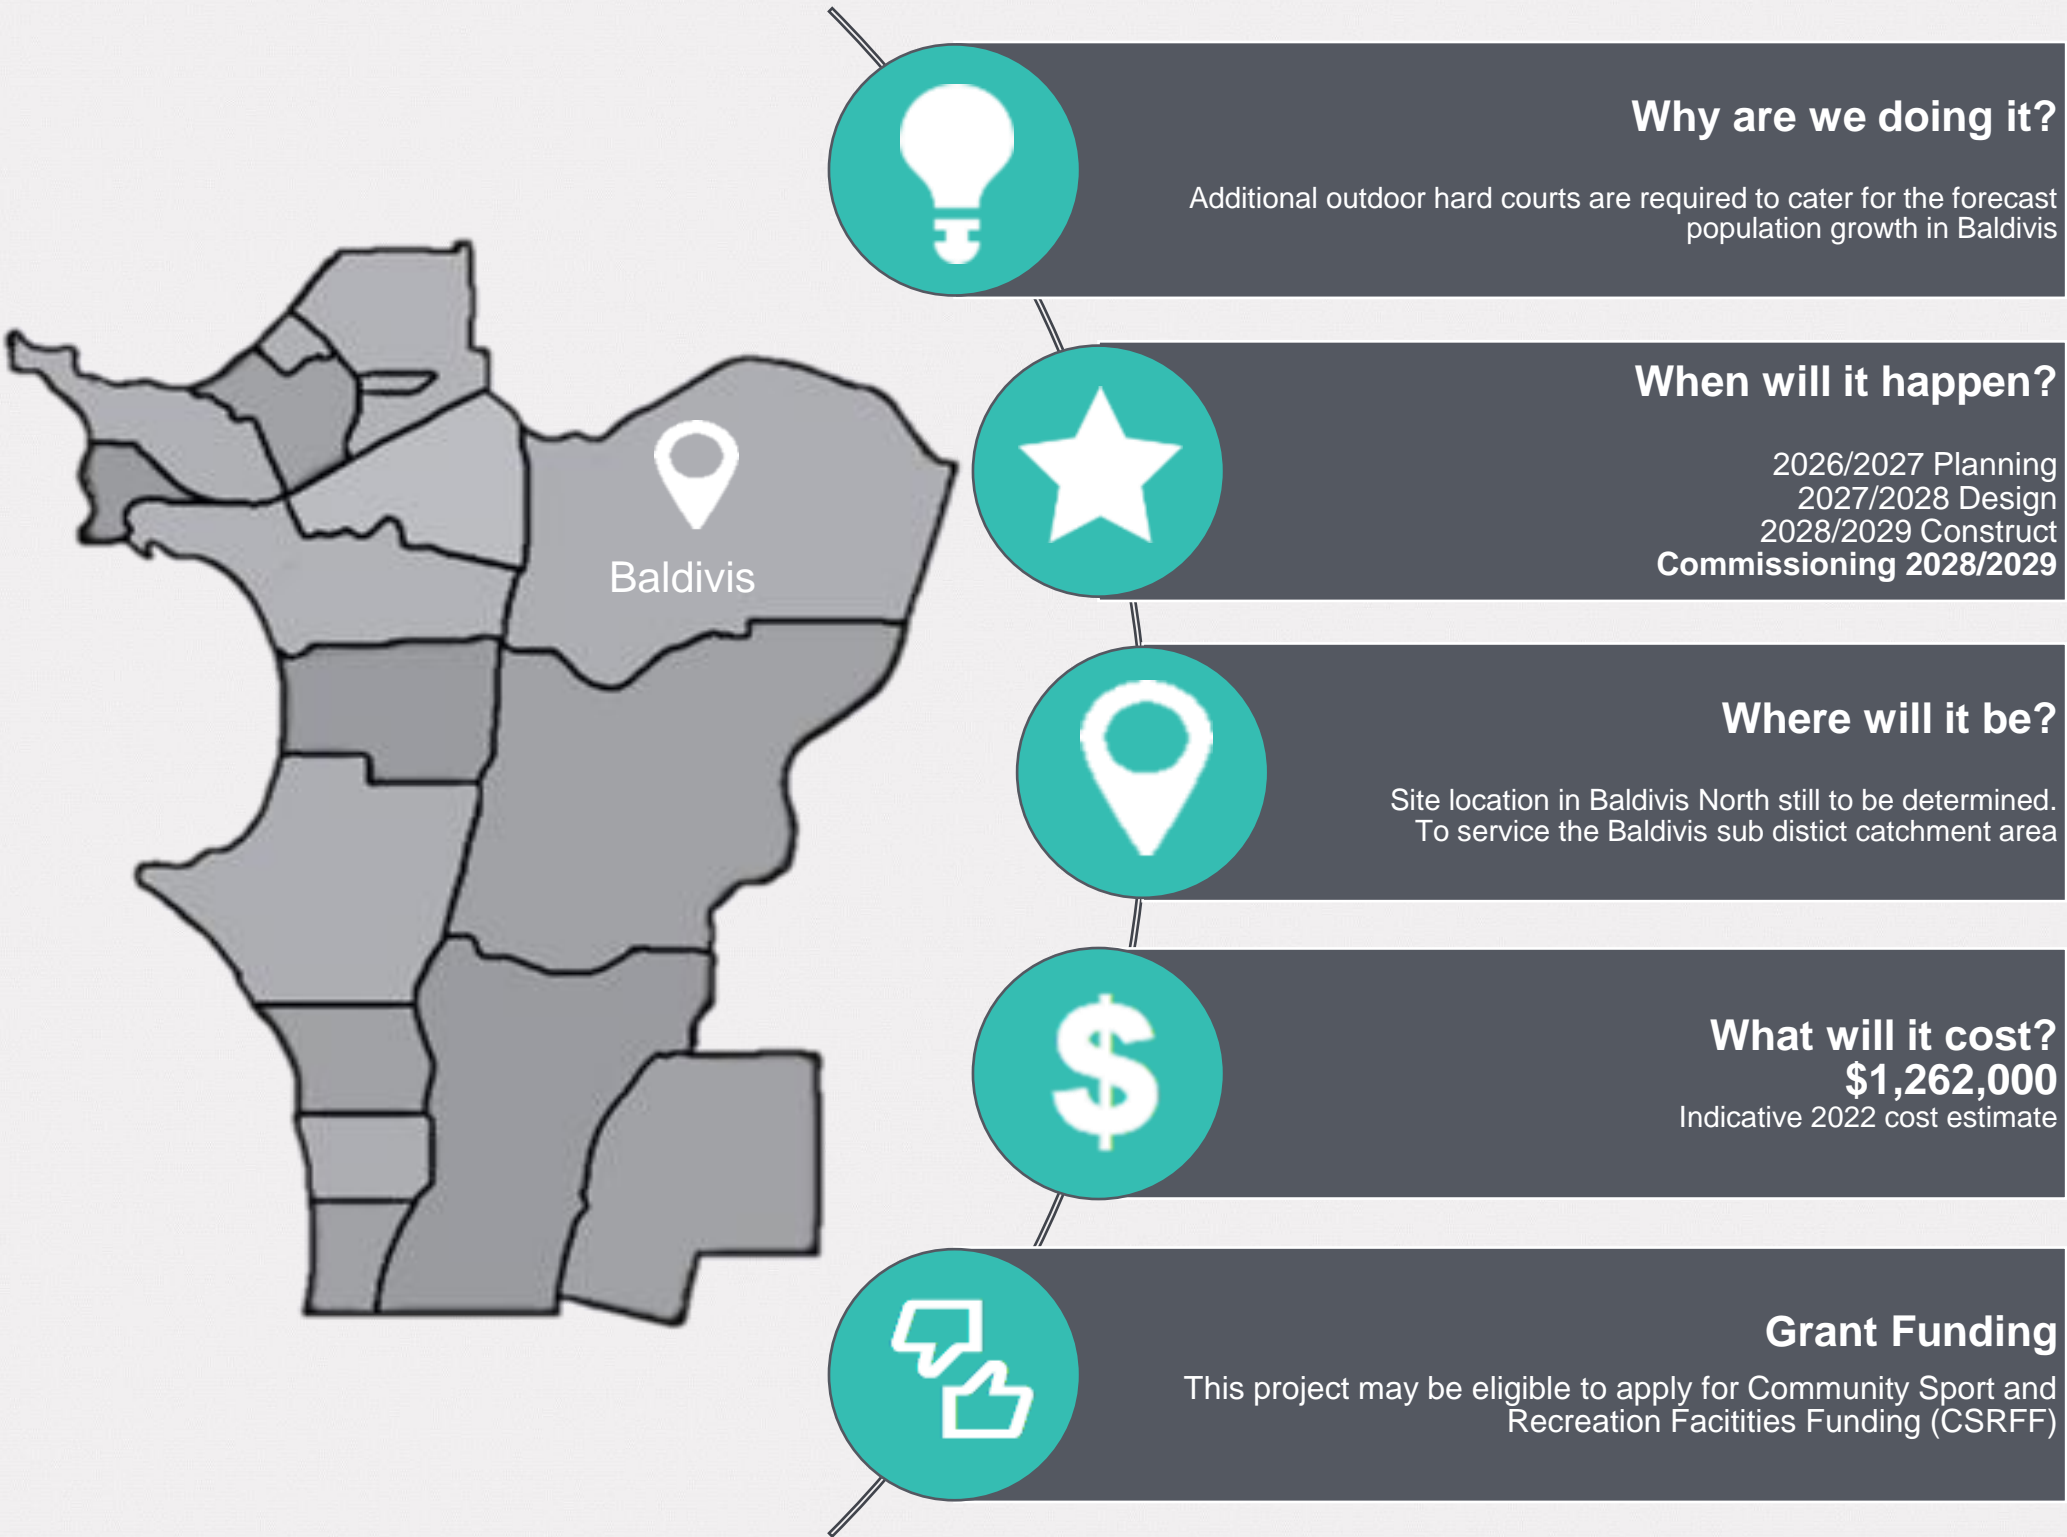 Baldivis
Why are we doing it?
Additional outdoor hard courts are required to cater for the forecast
population growth in Baldivis
When will it happen?
2026/2027 Planning
2027/2028 Design
2028/2029 Construct
Commissioning 2028/2029
Where will it be?
Site location in Baldivis North still to be determined.
To service the Baldivis sub distict catchment area
What will it cost?
$1,262,000
Indicative 2022 cost estimate
Grant Funding
This project may be eligible to apply for Community Sport and
Recreation Facitities Funding (CSRFF)